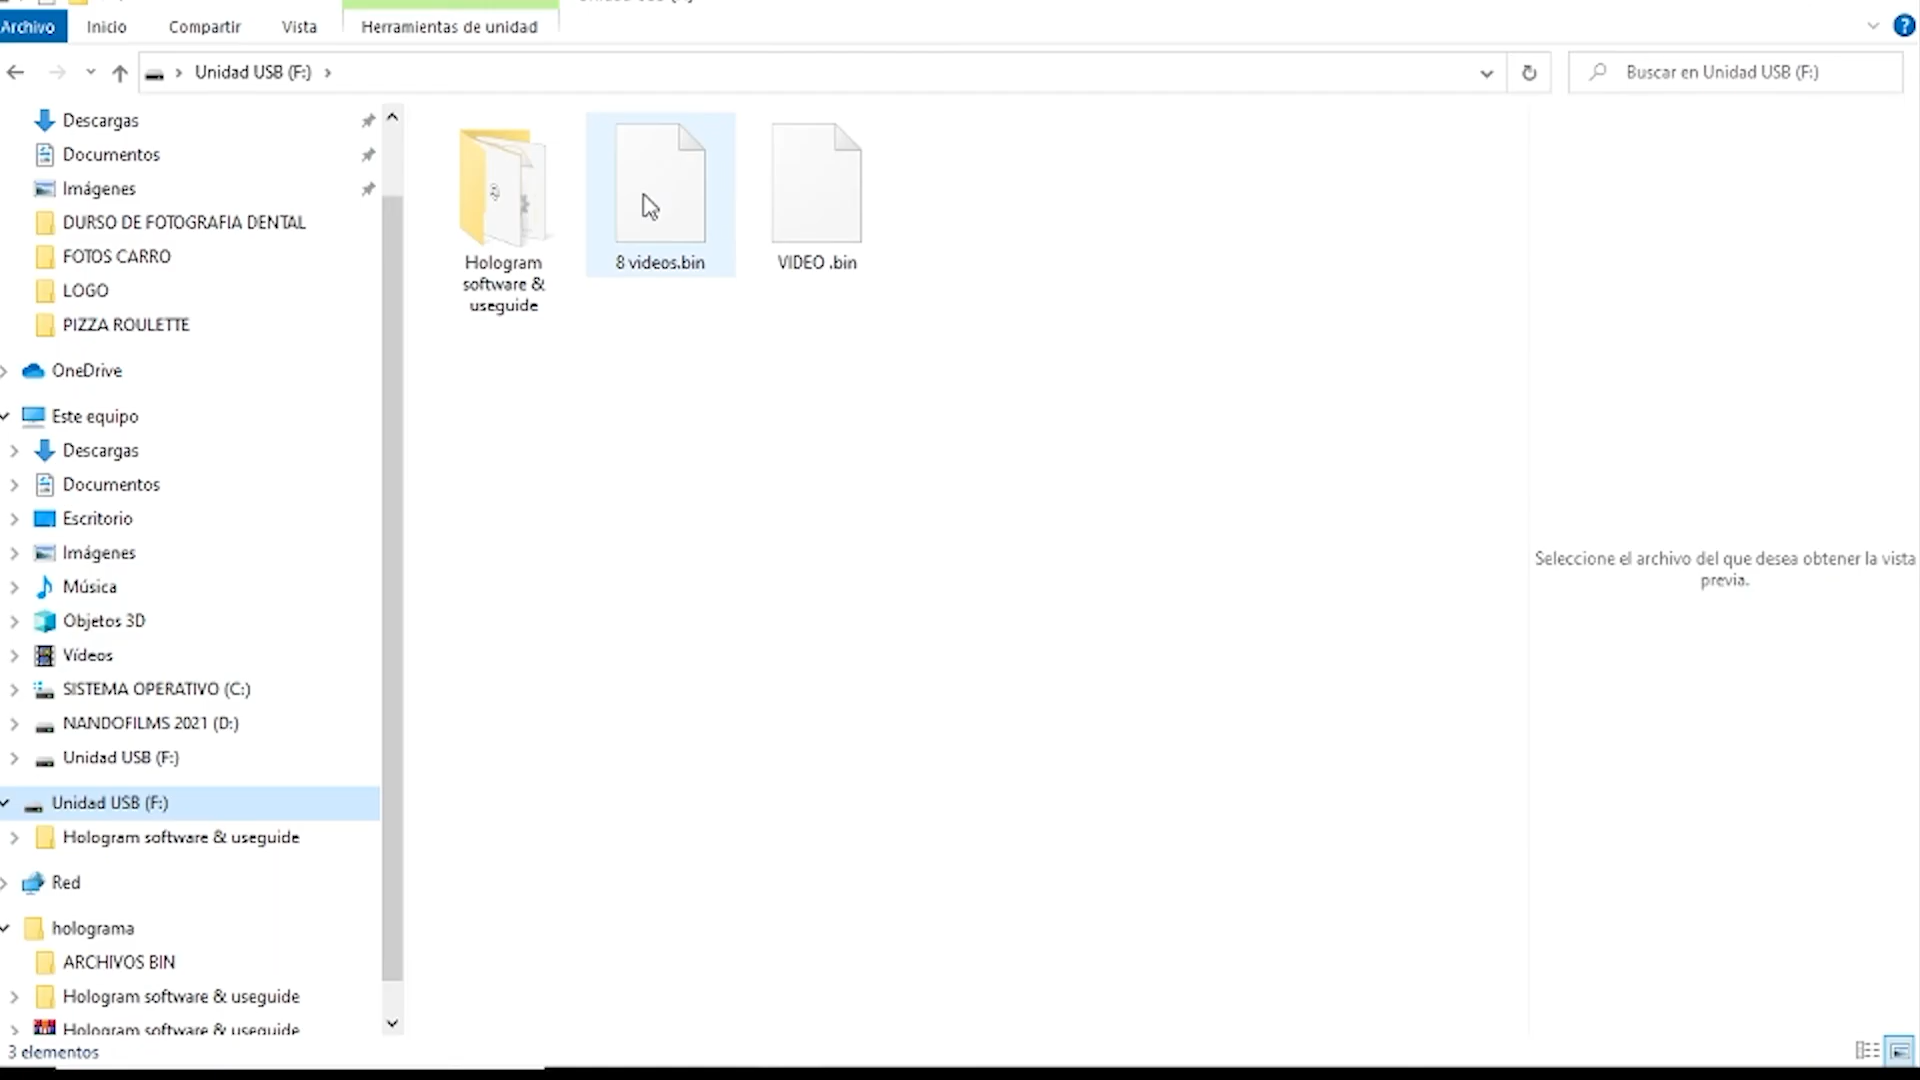 Archivo Inicio Compartir Vista Herramientas de unidad
Unidad USB (F:)
Buscar en Unidad USB (F:)
Descargas
Documentos
Imágenes
DURSO DE FOTOGRAFIA DENTAL
FOTOS CARRO
LOGO
PIZZA ROULETTE
OneDrive
Este equipo
Descargas
Documentos
Escritorio
Imágenes
Música
Objetos 3D
Vídeos
SISTEMA OPERATIVO (C:)
NANDOFILMS 2021 (D:)
Unidad USB (F:)
Unidad USB (F:)
Hologram software & useguide
Red
holograma
ARCHIVOS BIN
Hologram software & useguide
Hologram software & useguide
3 elementos
Hologram
software &
useguide
8 videos.bin
VIDEO .bin
Seleccione el archivo del que desea obtener la vista
previa.